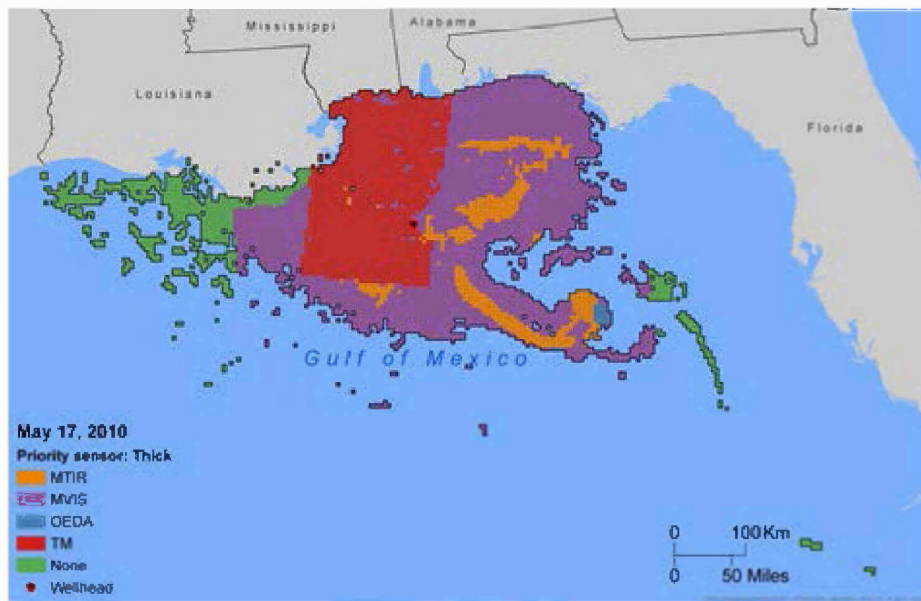 Mississippi
Alabama
Louisiana
Florida
Gulf of Mexico
May 17, 2010
Priority sensor: Thick
MTIR
MVIS
OEDA
TM
None
Wellhead
0 100 Km
0 50 Miles